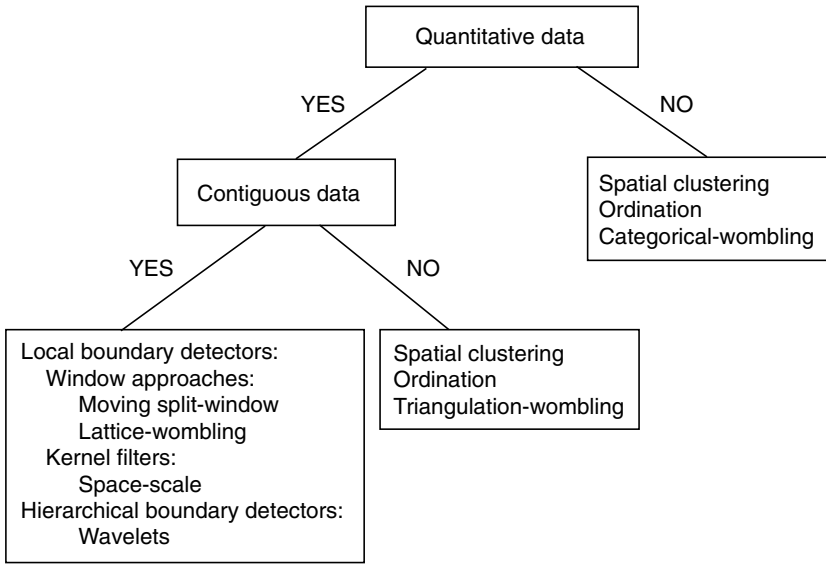 Quantitative data
YES
NO
Contiguous data
Spatial clustering
Ordination
Categorical-wombling
YES
NO
Local boundary detectors:
Window approaches:
Moving split-window
Lattice-wombling
Kernel filters:
Space-scale
Hierarchical boundary detectors:
Wavelets
Spatial clustering
Ordination
Triangulation-wombling